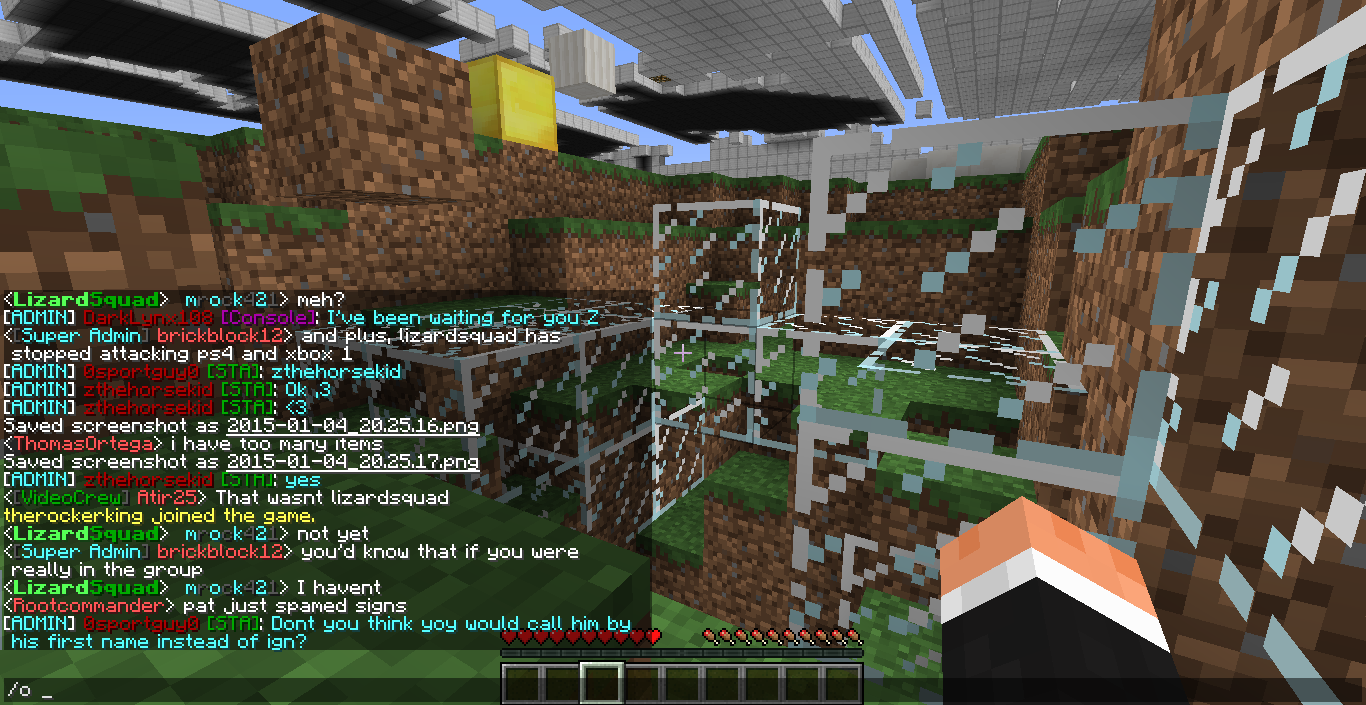 <LizardSquad> mrock421> meh?
[ADMIN] DarkLynx108 [Console]: I've been waiting for you Z
<[Super Admin] brickblock12> and plus, lizardsquad has
stopped attacking ps4 and xbox 1
[ADMIN] 0sportguy0 [STA]: zthehorsekid
[ADMIN] zthehorsekid [STA]: Ok ,3
[ADMIN] zthehorsekid [STA]: <3
Saved screenshot as 2015-01-04_20.25.16.png
<ThomasOrtega> i have too many items
Saved screenshot as 2015-01-04_20.25.17.png
[ADMIN] zthehorsekid [STA]: yes
<[VideoCrew] Atir25> That wasnt lizardsquad
therockerking joined the game.
<LizardSquad> mrock421> not yet
<[Super Admin] brickblock12> you'd know that if you were
really in the group
<LizardSquad> mrock421> I havent
<Rootcommander> pat just spamed signs
[ADMIN] 0sportguy0 [STA]: Dont you think yoy would call him by
his first name instead of ign?
/o _